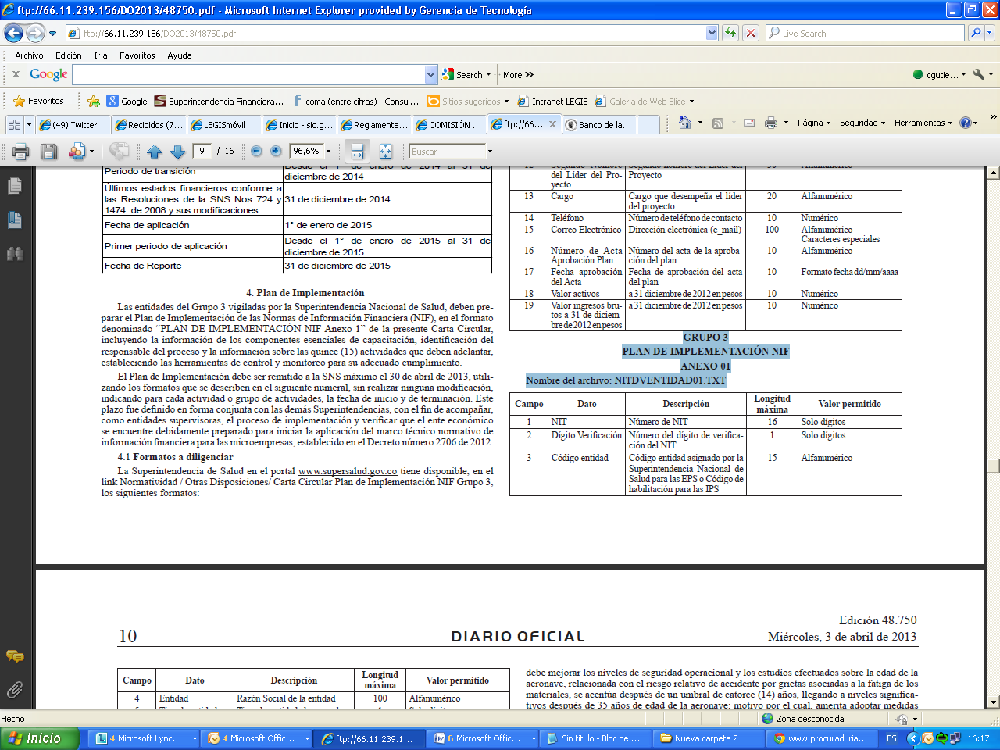 ftp://66.11.239.156/DO2013/48750.pdf - Microsoft Internet Explorer provided by Gerencia de Tecnología
ftp://66.11.239.156/DO2013/48750.pdf
Live Search
Archivo Edición Ir a Favoritos Ayuda
x Google Search More >> cgutie...
Favoritos Google Superintendencia Financiera... coma (entre cifras) - Consul... Sitios sugeridos Intranet LEGIS Galería de Web Slice
(49) Twitter Recibidos (7... LEGISmóvil Inicio - sic.g... Reglamenta... COMISIÓN ... ftp://66... Banco de la... Página Seguridad Herramientas
9 / 16 96,6% Buscar
Periodo de transición
Desde el 1° de enero de 2014 al 31 de
diciembre de 2014
Últimos estados financieros conforme a
las Resoluciones de la SNS Nos 724 y
1474 de 2008 y sus modificaciones.
31 de diciembre de 2014
Fecha de aplicación 1° de enero de 2015
Primer periodo de aplicación
Desde el 1° de enero de 2015 al 31 de
diciembre de 2015
Fecha de Reporte 31 de diciembre de 2015
4. Plan de Implementación
Las entidades del Grupo 3 vigiladas por la Superintendencia Nacional de Salud, deben pre-
parar el Plan de Implementación de las Normas de Información Financiera (NIF), en el formato
denominado “PLAN DE IMPLEMENTACIÓN-NIF Anexo 1” de la presente Carta Circular,
incluyendo la información de los componentes esenciales de capacitación, identificación del
responsable del proceso y la información sobre las quince (15) actividades que deben adelantar,
estableciendo las herramientas de control y monitoreo para su adecuado cumplimiento.
El Plan de Implementación debe ser remitido a la SNS máximo el 30 de abril de 2013, utili-
zando los formatos que se describen en el siguiente numeral, sin realizar ninguna modificación,
indicando para cada actividad o grupo de actividades, la fecha de inicio y de terminación. Este
plazo fue definido en forma conjunta con las demás Superintendencias, con el fin de acompañar,
como entidades supervisoras, el proceso de implementación y verificar que el ente económico
se encuentre debidamente preparado para iniciar la aplicación del marco técnico normativo de
información financiera para las microempresas, establecido en el Decreto número 2706 de 2012.
4.1 Formatos a diligenciar
La Superintendencia de Salud en el portal www.supersalud.gov.co tiene disponible, en el
link Normatividad / Otras Disposiciones/ Carta Circular Plan de Implementación NIF Grupo 3,
los siguientes formatos:
12 Segundo Nombre Segundo nombre del Líder del 30 Alfanumérico
del Líder del Pro- Proyecto
yecto
13 Cargo Cargo que desempeña el líder 20 Alfanumérico
del proyecto
14 Teléfono Número de teléfono de contacto 10 Numérico
15 Correo Electrónico Dirección electrónica (e_mail) 100 Alfanumérico
Caracteres especiales
16 Número de Acta Número del acta de la aproba- 10 Alfanumérico
Aprobación Plan ción del plan
17 Fecha aprobación Fecha de aprobación del acta 10 Formato fecha dd/mm/aaaa
del Acta del plan
18 Valor activos a 31 diciembre de 2012 en pesos 10 Numérico
19 Valor ingresos bru- a 31 diciembre de 2012 en pesos 10 Numérico
tos a 31 de diciem-
bre de 2012 en pesos
GRUPO 3
PLAN DE IMPLEMENTACIÓN NIF
ANEXO 01
Nombre del archivo: NITDVENTIDAD01.TXT
Campo Dato Descripción Longitud máxima Valor permitido
1 NIT Número de NIT 16 Solo dígitos
2 Dígito Verificación Número del dígito de verifica- 1 Solo dígitos
ción del NIT
3 Código entidad Código entidad asignado por la 15 Alfanumérico
Superintendencia Nacional de
Salud para las EPS o Código de
habilitación para las IPS
10 DIARIO OFICIAL
Edición 48.750
Miércoles, 3 de abril de 2013
Campo Dato Descripción Longitud máxima Valor permitido
4 Entidad Razón Social de la entidad 100 Alfanumérico
debe mejorar los niveles de seguridad operacional y los estudios efectuados sobre la edad de la
aeronave, relacionada con el riesgo relativo de accidente por grietas asociadas a la fatiga de los
materiales, se acentúa después de un umbral de catorce (14) años, llegando a niveles significa-
tivos después de 35 años de edad de la aeronave; motivo por el cual, amerita adoptar medidas
Hecho Zona desconocida
Inicio 4 Microsoft Lync... 4 Microsoft Offic... ftp://66.11.239.1... 6 Microsoft Offic... Sin título - Bloc de ... Nueva carpeta 2 www.procuraduria... ES 16:17